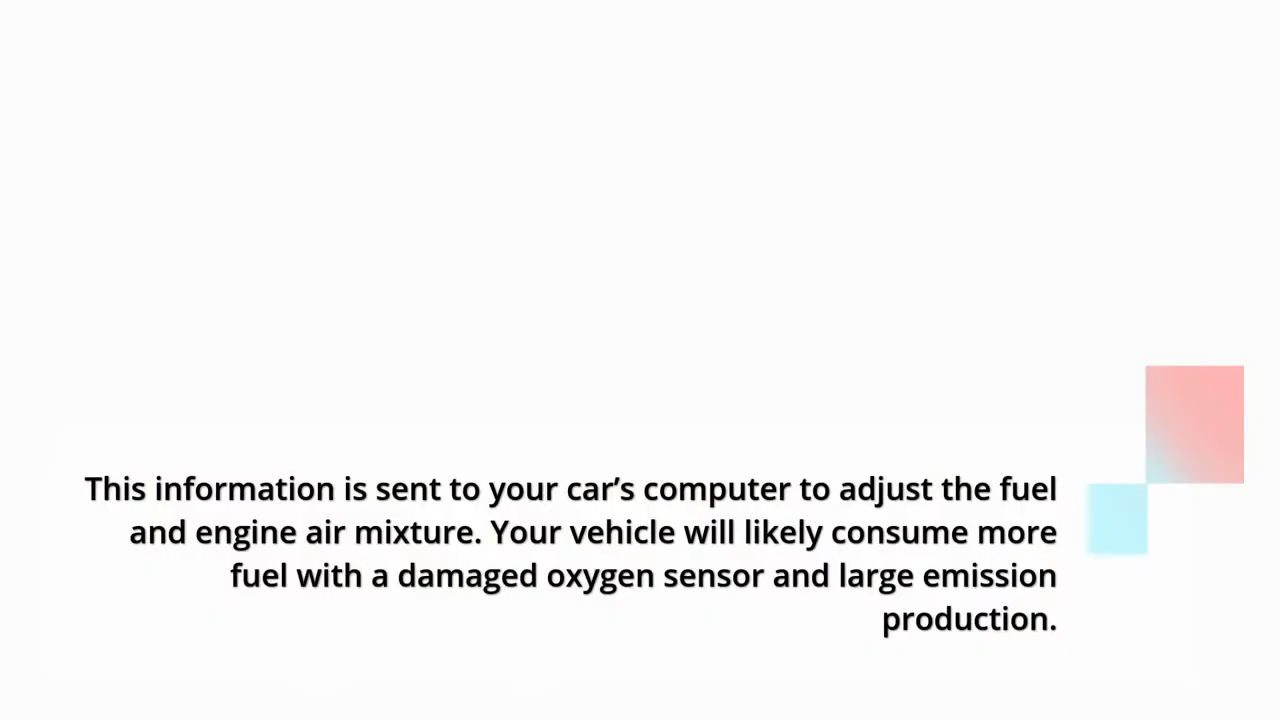 This information is sent to your car’s computer to adjust the fuel
and engine air mixture. Your vehicle will likely consume more
fuel with a damaged oxygen sensor and large emission
production.